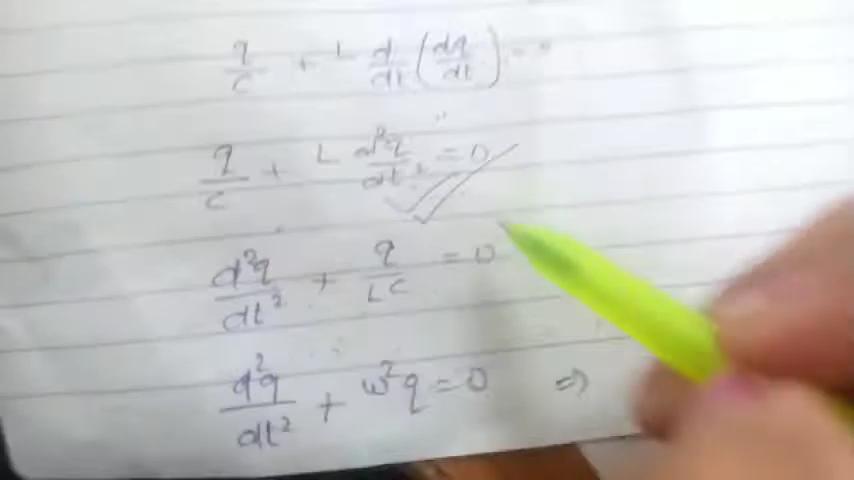 q/c + L d/dt (dq/dt) = 0
q/c + L d²q/dt² = 0
d²q/dt² + q/LC = 0
d²q/dt² + ω²q = 0 ⇒